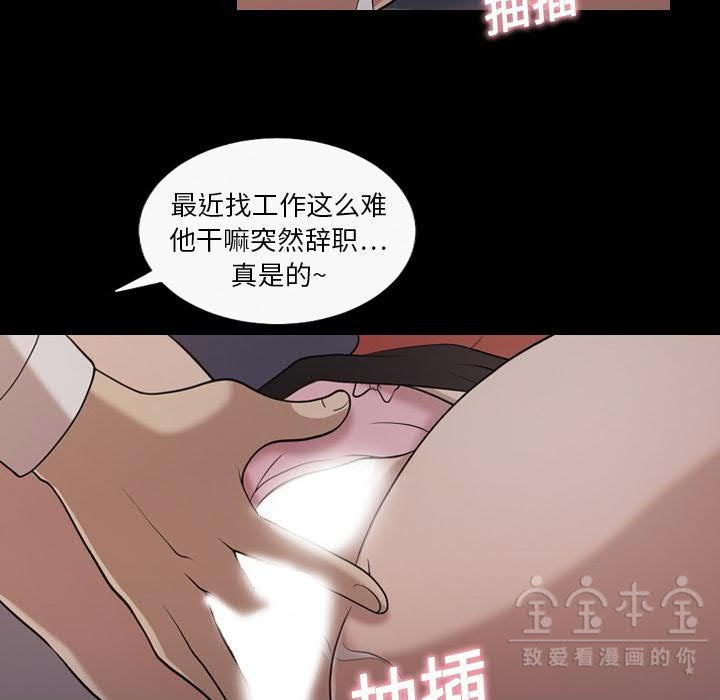 抽插
最近找工作这么难
他干嘛突然辞职...
真是的~
宝宝本宝
致爱看漫画的你!
抽插